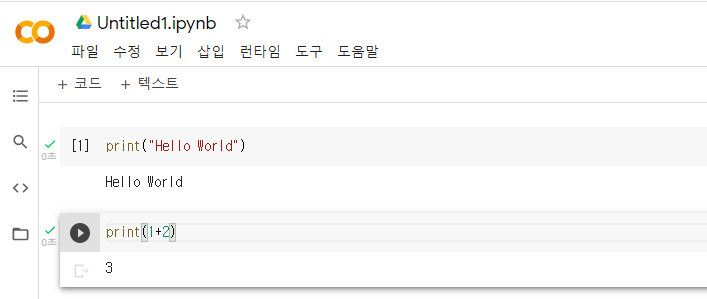 Untitled1.ipynb
파일 수정 보기 삽입 런타임 도구 도움말
+ 코드 + 텍스트
[1] print("Hello World")
0초
Hello World
print(1+2)
0초
3